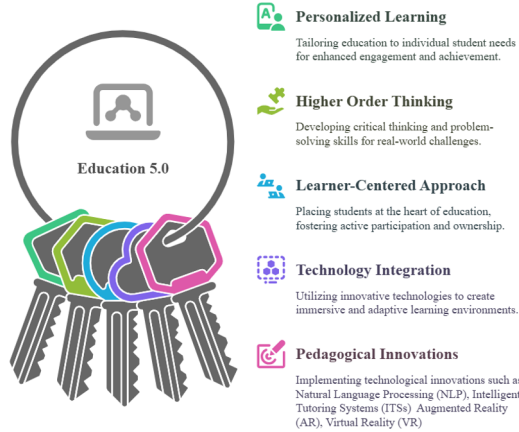 Education 5.0
Personalized Learning
Tailoring education to individual student needs
for enhanced engagement and achievement.
Higher Order Thinking
Developing critical thinking and problem-
solving skills for real-world challenges.
Learner-Centered Approach
Placing students at the heart of education,
fostering active participation and ownership.
Technology Integration
Utilizing innovative technologies to create
immersive and adaptive learning environments.
Pedagogical Innovations
Implementing technological innovations such as
Natural Language Processing (NLP), Intelligent
Tutoring Systems (ITSs) Augmented Reality
(AR), Virtual Reality (VR)